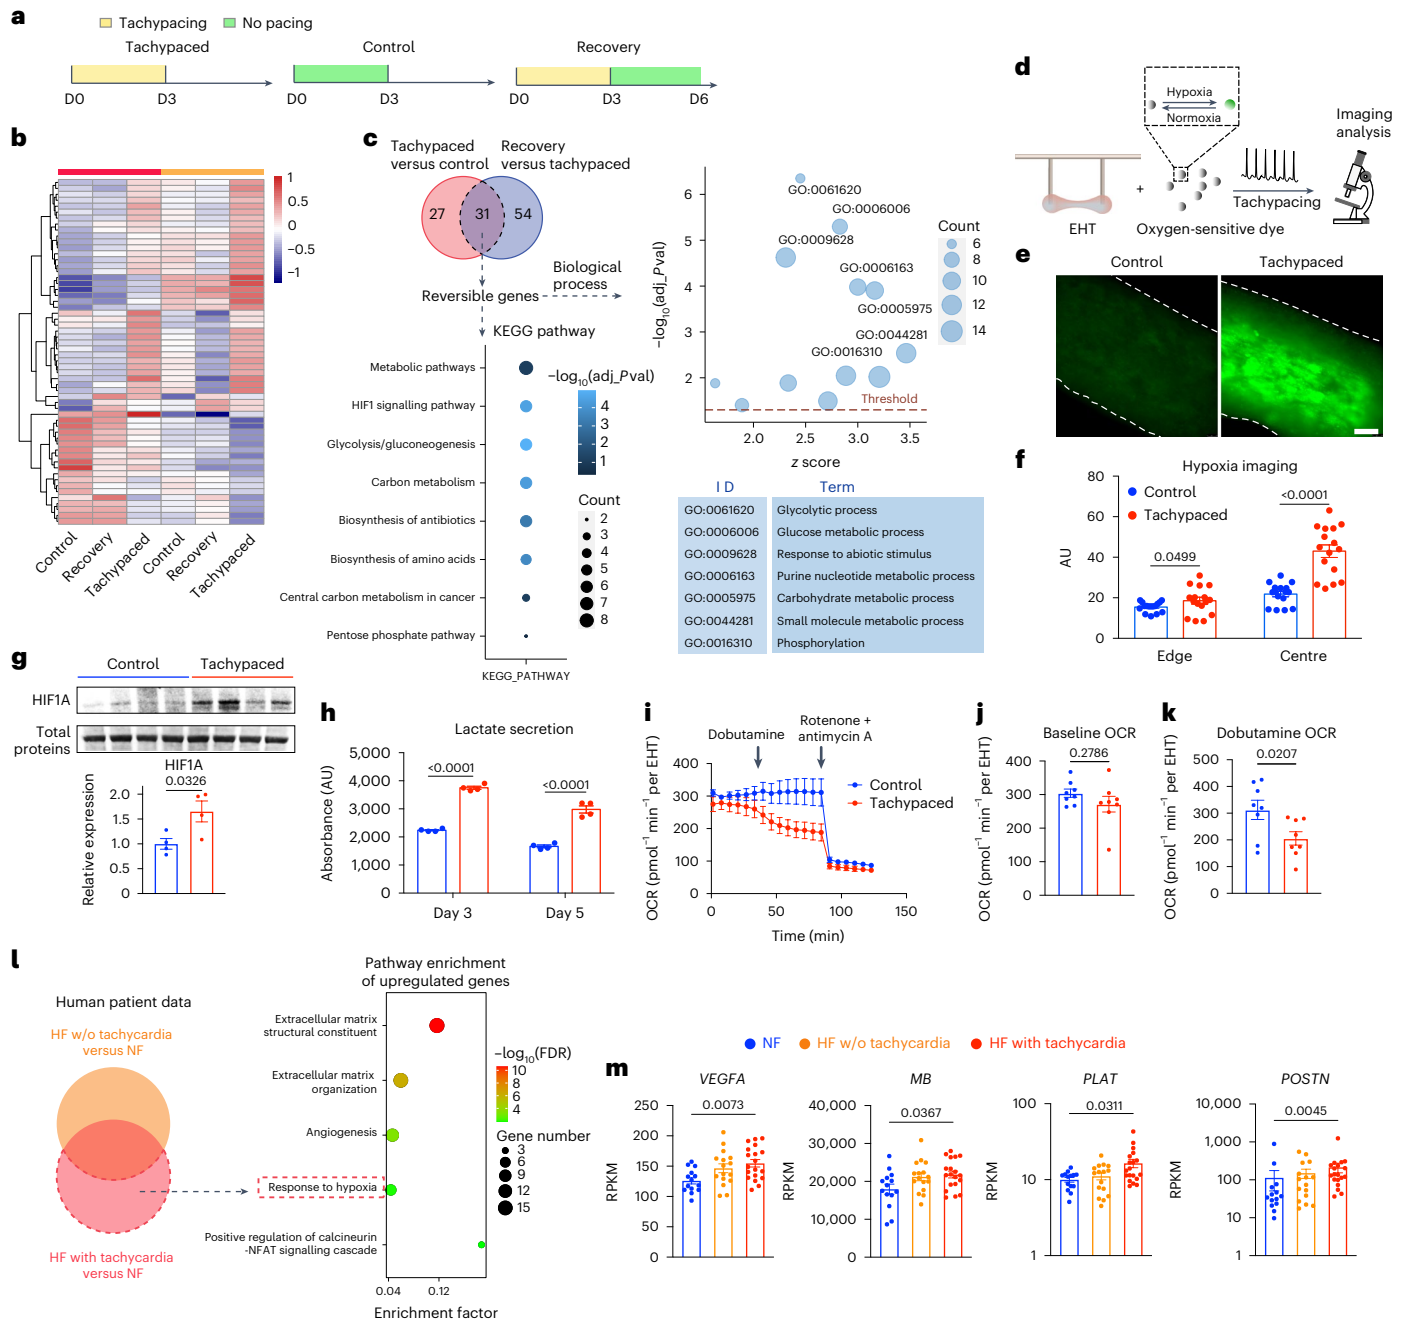 a
Tachypacing
No pacing
Tachypaced
Control
Recovery
D0
D3
D0
D3
D0
D3
D6
b
1
0.5
0
−0.5
−1
Control
Recovery
Tachypaced
Control
Recovery
Tachypaced
c
Tachypaced
versus control
Recovery
versus tachypaced
27
31
54
Reversible genes
Biological
process
KEGG pathway
Metabolic pathways
HIF1 signalling pathway
Glycolysis/gluconeogenesis
Carbon metabolism
Biosynthesis of antibiotics
Biosynthesis of amino acids
Central carbon metabolism in cancer
Pentose phosphate pathway
KEGG_PATHWAY
−log10(adj_Pval)
4
3
2
1
Count
2
3
4
5
6
7
8
−log10(adj_Pval)
6
5
4
3
2
GO:0061620
GO:0006006
GO:0009628
GO:0006163
GO:0005975
GO:0044281
GO:0016310
Threshold
2.0
2.5
3.0
3.5
z score
Count
6
8
10
12
14
ID
Term
GO:0061620
Glycolytic process
GO:0006006
Glucose metabolic process
GO:0009628
Response to abiotic stimulus
GO:0006163
Purine nucleotide metabolic process
GO:0005975
Carbohydrate metabolic process
GO:0044281
Small molecule metabolic process
GO:0016310
Phosphorylation
d
Hypoxia
Normoxia
Imaging
analysis
+
Tachypacing
EHT
Oxygen-sensitive dye
e
Control
Tachypaced
f
Hypoxia imaging
Control
Tachypaced
<0.0001
0.0499
AU
80
60
40
20
0
Edge
Centre
g
Control
Tachypaced
HIF1A
Total
proteins
HIF1A
0.0326
Relative expression
2.0
1.5
1.0
0.5
0
h
Lactate secretion
Absorbance (AU)
5,000
4,000
3,000
2,000
1,000
0
<0.0001
<0.0001
Day 3
Day 5
i
Dobutamine
Rotenone +
antimycin A
Control
Tachypaced
OCR (pmol−1 min−1 per EHT)
400
300
200
100
0
0
50
100
150
Time (min)
j
Baseline OCR
0.2786
OCR (pmol−1 min−1 per EHT)
400
300
200
100
0
k
Dobutamine OCR
0.0207
OCR (pmol−1 min−1 per EHT)
500
400
300
200
100
0
l
Human patient data
HF w/o tachycardia
versus NF
HF with tachycardia
versus NF
Pathway enrichment
of upregulated genes
Extracellular matrix
structural constituent
Extracellular matrix
organization
Angiogenesis
Response to hypoxia
Positive regulation of calcineurin
-NFAT signalling cascade
0.04
0.12
Enrichment factor
−log10(FDR)
10
8
6
4
Gene number
3
6
9
12
15
NF
HF w/o tachycardia
HF with tachycardia
m
VEGFA
0.0073
RPKM
250
200
150
100
50
0
MB
0.0367
RPKM
40,000
30,000
20,000
10,000
0
PLAT
0.0311
RPKM
100
10
1
POSTN
0.0045
RPKM
10,000
1,000
100
10
1